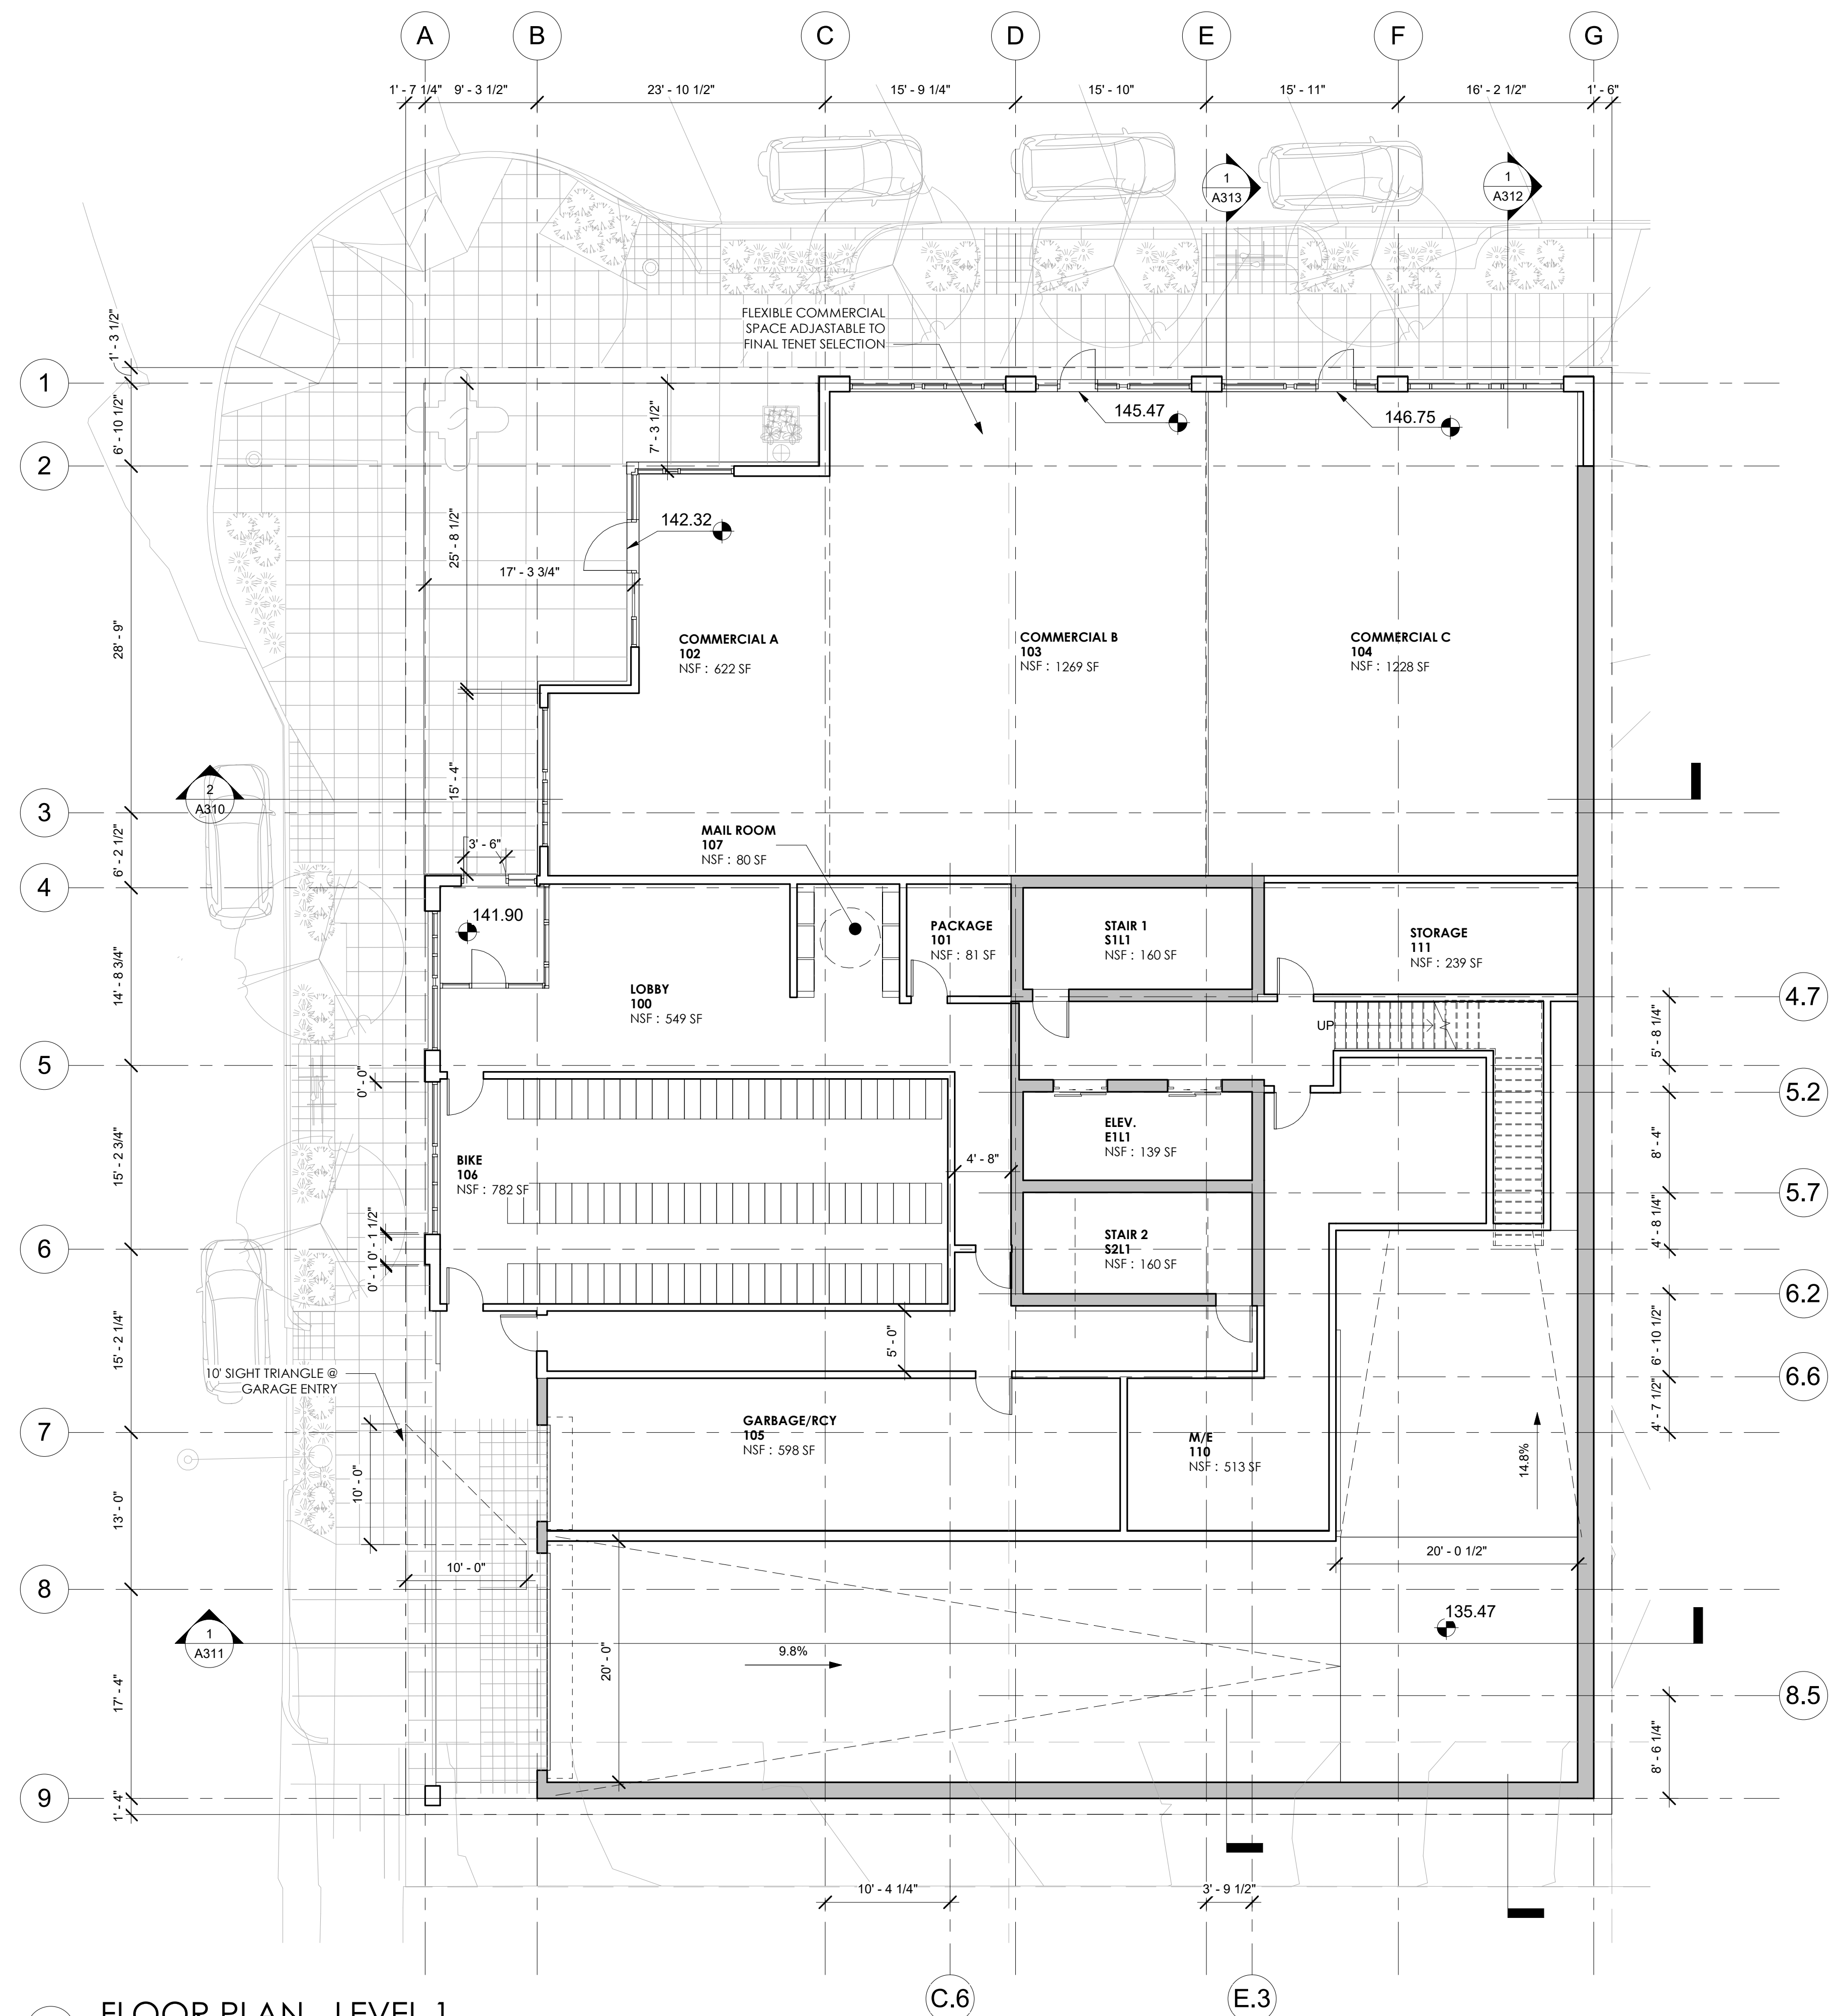 A
B
C
D
E
F
G
1' - 7 1/4"
9' - 3 1/2"
23' - 10 1/2"
15' - 9 1/4"
15' - 10"
15' - 11"
16' - 2 1/2"
1' - 6"
1
A313
1
A312
FLEXIBLE COMMERCIAL
SPACE ADJASTABLE TO
FINAL TENET SELECTION
1' - 3 1/2"
1
6' - 10 1/2"
7' - 3 1/2"
145.47
146.75
2
142.32
25' - 8 1/2"
17' - 3 3/4"
28' - 9"
COMMERCIAL A
102
NSF : 622 SF
COMMERCIAL B
103
NSF : 1269 SF
COMMERCIAL C
104
NSF : 1228 SF
2
A310
15' - 4"
3
6' - 2 1/2"
3' - 6"
MAIL ROOM
107
NSF : 80 SF
4
141.90
14' - 8 3/4"
LOBBY
100
NSF : 549 SF
PACKAGE
101
NSF : 81 SF
STAIR 1
S1L1
NSF : 160 SF
STORAGE
111
NSF : 239 SF
4.7
UP
5' - 8 1/4"
5
0' - 0"
5.2
15' - 2 3/4"
BIKE
106
NSF : 782 SF
4' - 8"
ELEV.
E1L1
NSF : 139 SF
8' - 4"
5.7
0' - 1 1/2"
0' - 1
4' - 8 1/4"
6
STAIR 2
S2L1
NSF : 160 SF
6.2
15' - 2 1/4"
5' - 0"
6' - 10 1/2"
10' SIGHT TRIANGLE @
GARAGE ENTRY
6.6
4' - 7 1/2"
7
GARBAGE/RCY
105
NSF : 598 SF
M/E
110
NSF : 513 SF
14.8%
10' - 0"
13' - 0"
10' - 0"
20' - 0 1/2"
8
1
A311
20' - 0"
9.8%
135.47
17' - 4"
8.5
8' - 6 1/4"
9
1' - 4"
10' - 4 1/4"
3' - 9 1/2"
C.6
E.3
FLOOR PLAN - LEVEL 1